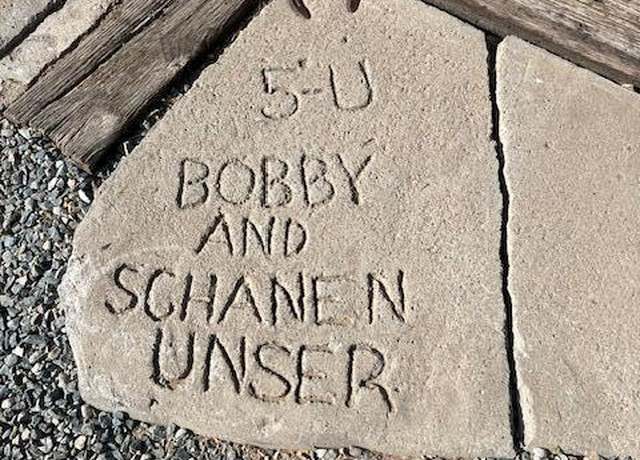 5-U
BOBBY
AND
SCHANEN
UNSER